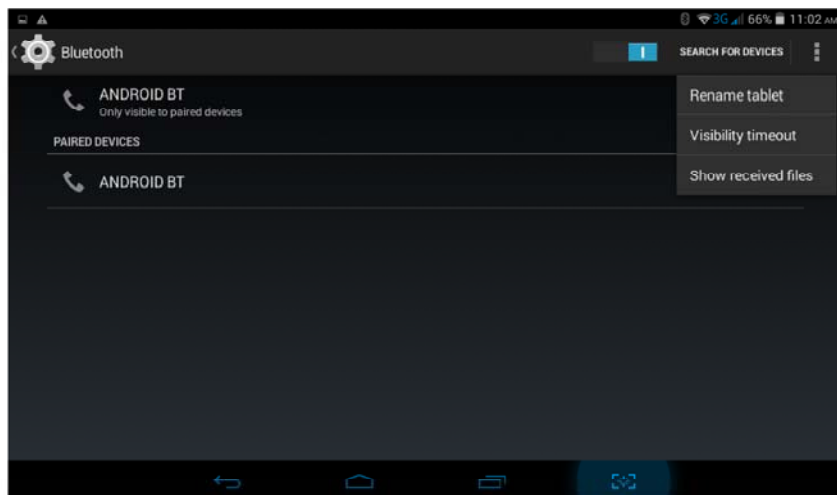 3G 66% 11:02 AM
Bluetooth
SEARCH FOR DEVICES
ANDROID BT
Only visible to paired devices
PAIRED DEVICES
ANDROID BT
Rename tablet
Visibility timeout
Show received files